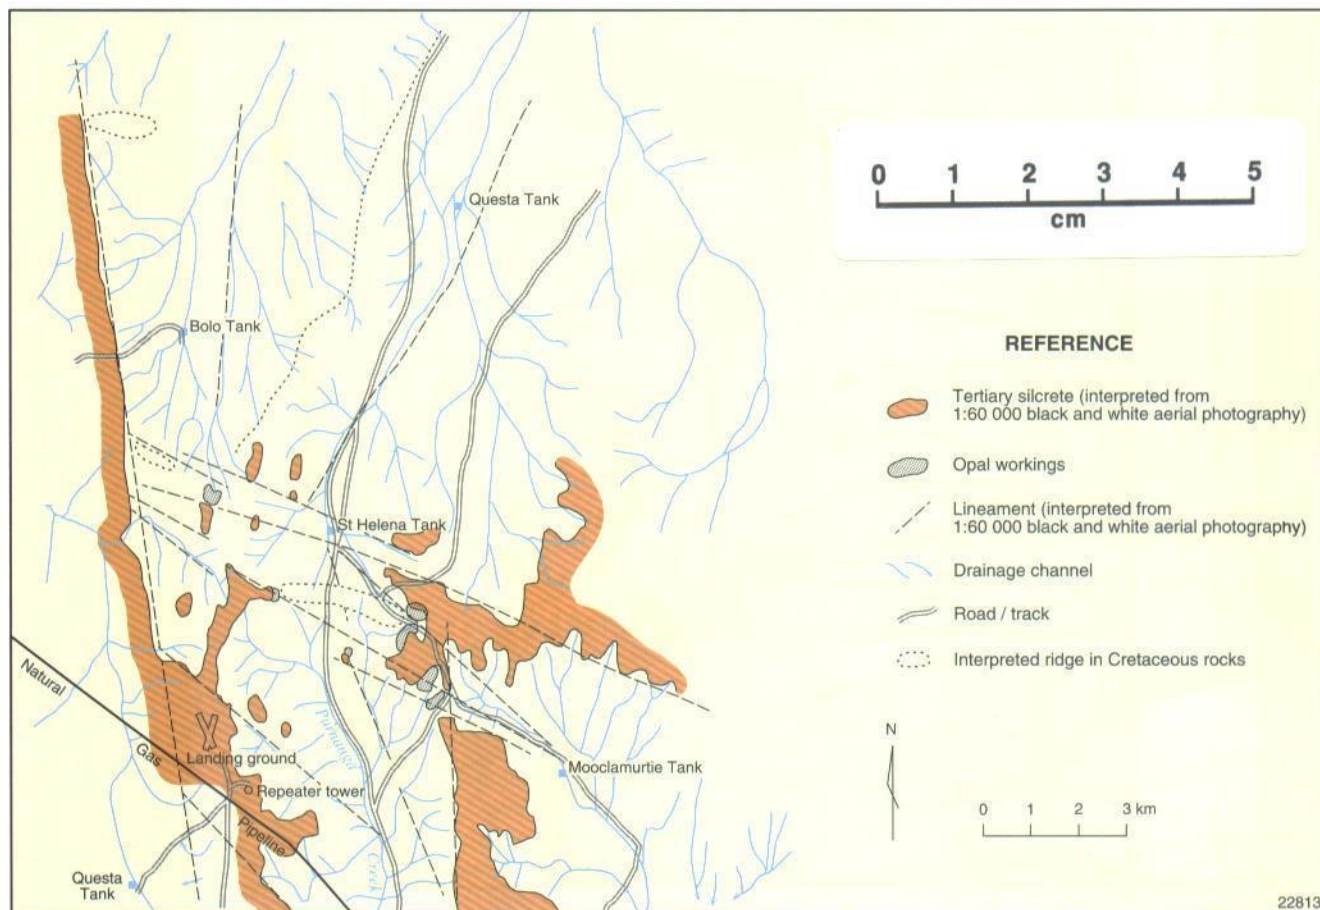 Questa Tank
Bolo Tank
St Helena Tank
Natural
Gas
Pipeline
Landing ground
Repeater tower
Purnanga
Creek
Mooclamurtie Tank
Questa
Tank
0 1 2 3 4 5
cm
REFERENCE
Tertiary silcrete (interpreted from
1:60 000 black and white aerial photography)
Opal workings
Lineament (interpreted from
1:60 000 black and white aerial photography)
Drainage channel
Road / track
Interpreted ridge in Cretaceous rocks
N
0 1 2 3 km
22813